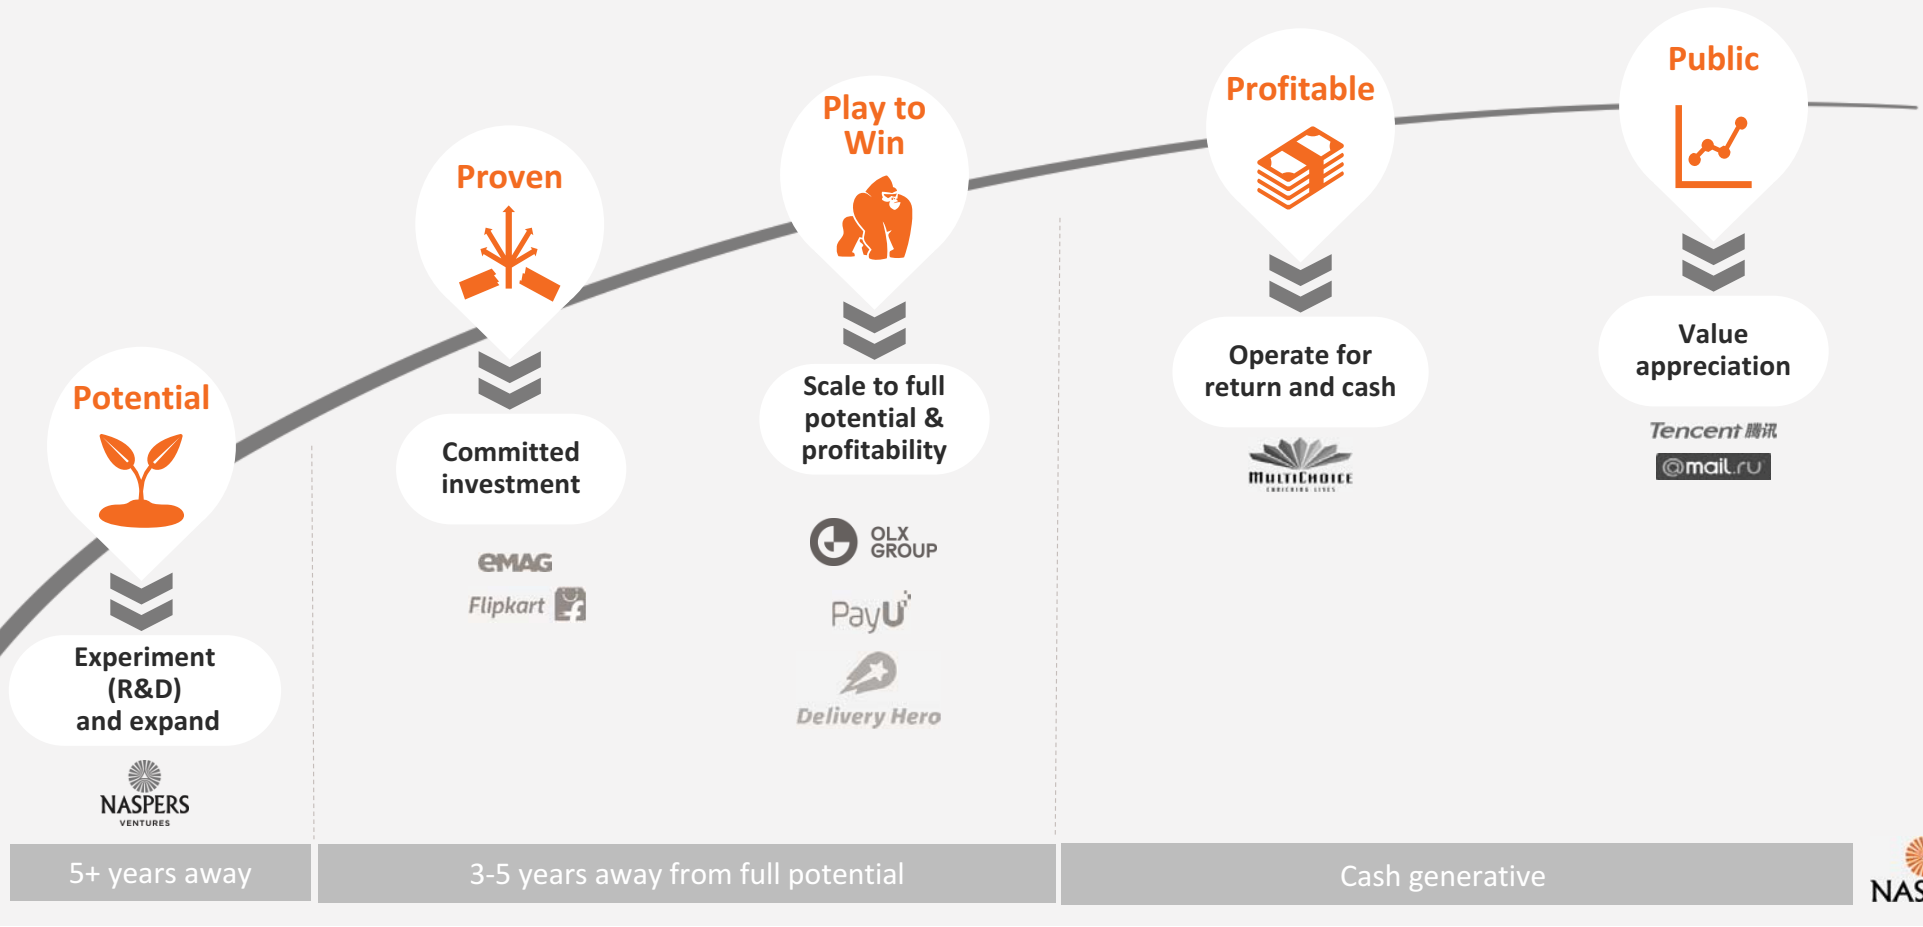 Potential
Experiment
(R&D)
and expand
NASPERS
VENTURES
Proven
Committed
investment
eMAG
Flipkart
Play to
Win
Scale to full
potential &
profitability
OLX
GROUP
PayU
Delivery Hero
Profitable
Operate for
return and cash
MULTICHOICE
ENRICHING LIVES
Public
Value
appreciation
Tencent 腾讯
@mail.ru
5+ years away
3-5 years away from full potential
Cash generative
NAS